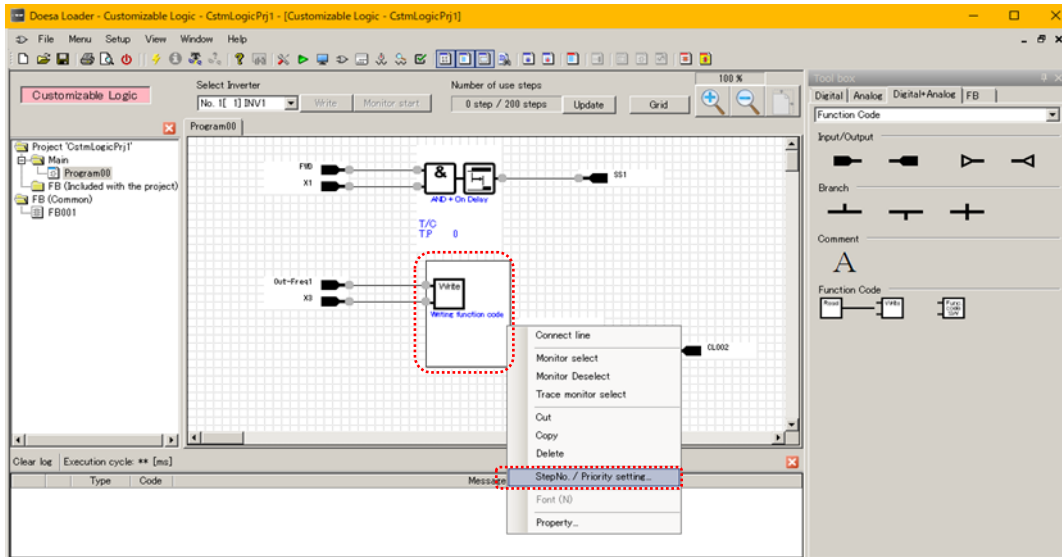 Doesa Loader - Customizable Logic - CstmLogicPrj1 - [Customizable Logic - CstmLogicPrj1]
File Menu Setup View Window Help
Customizable Logic
Select Inverter
No. 1[ 1] INV1
Write
Monitor start
Number of use steps
0 step / 200 steps
Update
Grid
100 %
Project 'CstmLogicPrj1'
Main
Program00
FB (Included with the project)
FB (Common)
FB001
Program00
FWD
X1
&
AND + On Delay
SS1
T/C
T.P 0
Out-Freq1
X3
Write
Writing function code
CL002
Connect line
Monitor select
Monitor Deselect
Trace monitor select
Cut
Copy
Delete
StepNo. / Priority setting...
Font (N)
Property...
Tool box
Digital Analog Digital+Analog FB
Function Code
Input/Output
Branch
Comment
A
Function Code
Read
Write
Func code
Clear log Execution cycle: ** [ms]
Type Code Message